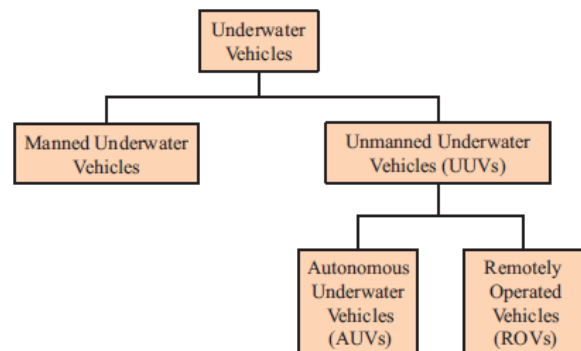 Underwater
Vehicles
Manned Underwater
Vehicles
Unmanned Underwater
Vehicles (UUVs)
Autonomous
Underwater
Vehicles
(AUVs)
Remotely
Operated
Vehicles
(ROVs)